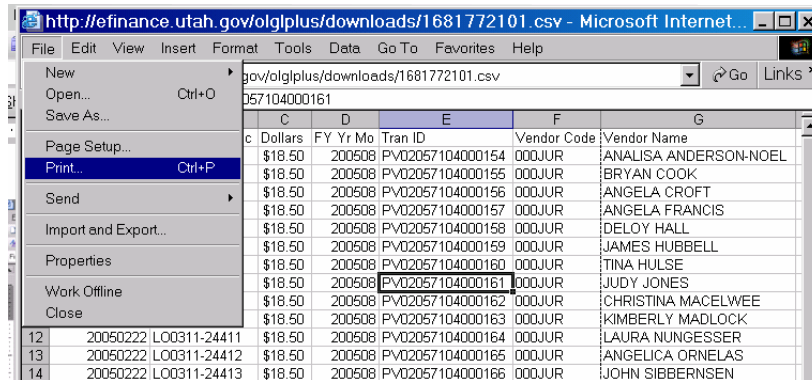 http://efinance.utah.gov/olglplus/downloads/1681772101.csv - Microsoft Internet...
File Edit View Insert Format Tools Data Go To Favorites Help
gov/olglplus/downloads/1681772101.csv Go Links
New
Open... Ctrl+O
Save As...
Page Setup...
Print... Ctrl+P
Send
Import and Export...
Properties
Work Offline
Close
057104000161
C D E F G
c Dollars FY Yr Mo Tran ID Vendor Code Vendor Name
$18.50 200508 PV02057104000154 000JUR ANALISA ANDERSON-NOEL
$18.50 200508 PV02057104000155 000JUR BRYAN COOK
$18.50 200508 PV02057104000156 000JUR ANGELA CROFT
$18.50 200508 PV02057104000157 000JUR ANGELA FRANCIS
$18.50 200508 PV02057104000158 000JUR DELOY HALL
$18.50 200508 PV02057104000159 000JUR JAMES HUBBELL
$18.50 200508 PV02057104000160 000JUR TINA HULSE
$18.50 200508 PV02057104000161 000JUR JUDY JONES
$18.50 200508 PV02057104000162 000JUR CHRISTINA MACELWEE
$18.50 200508 PV02057104000163 000JUR KIMBERLY MADLOCK
12 20050222 LO0311-24411 $18.50 200508 PV02057104000164 000JUR LAURA NUNGESSER
13 20050222 LO0311-24412 $18.50 200508 PV02057104000165 000JUR ANGELICA ORNELAS
14 20050222 LO0311-24413 $18.50 200508 PV02057104000166 000JUR JOHN SIBBERNSEN